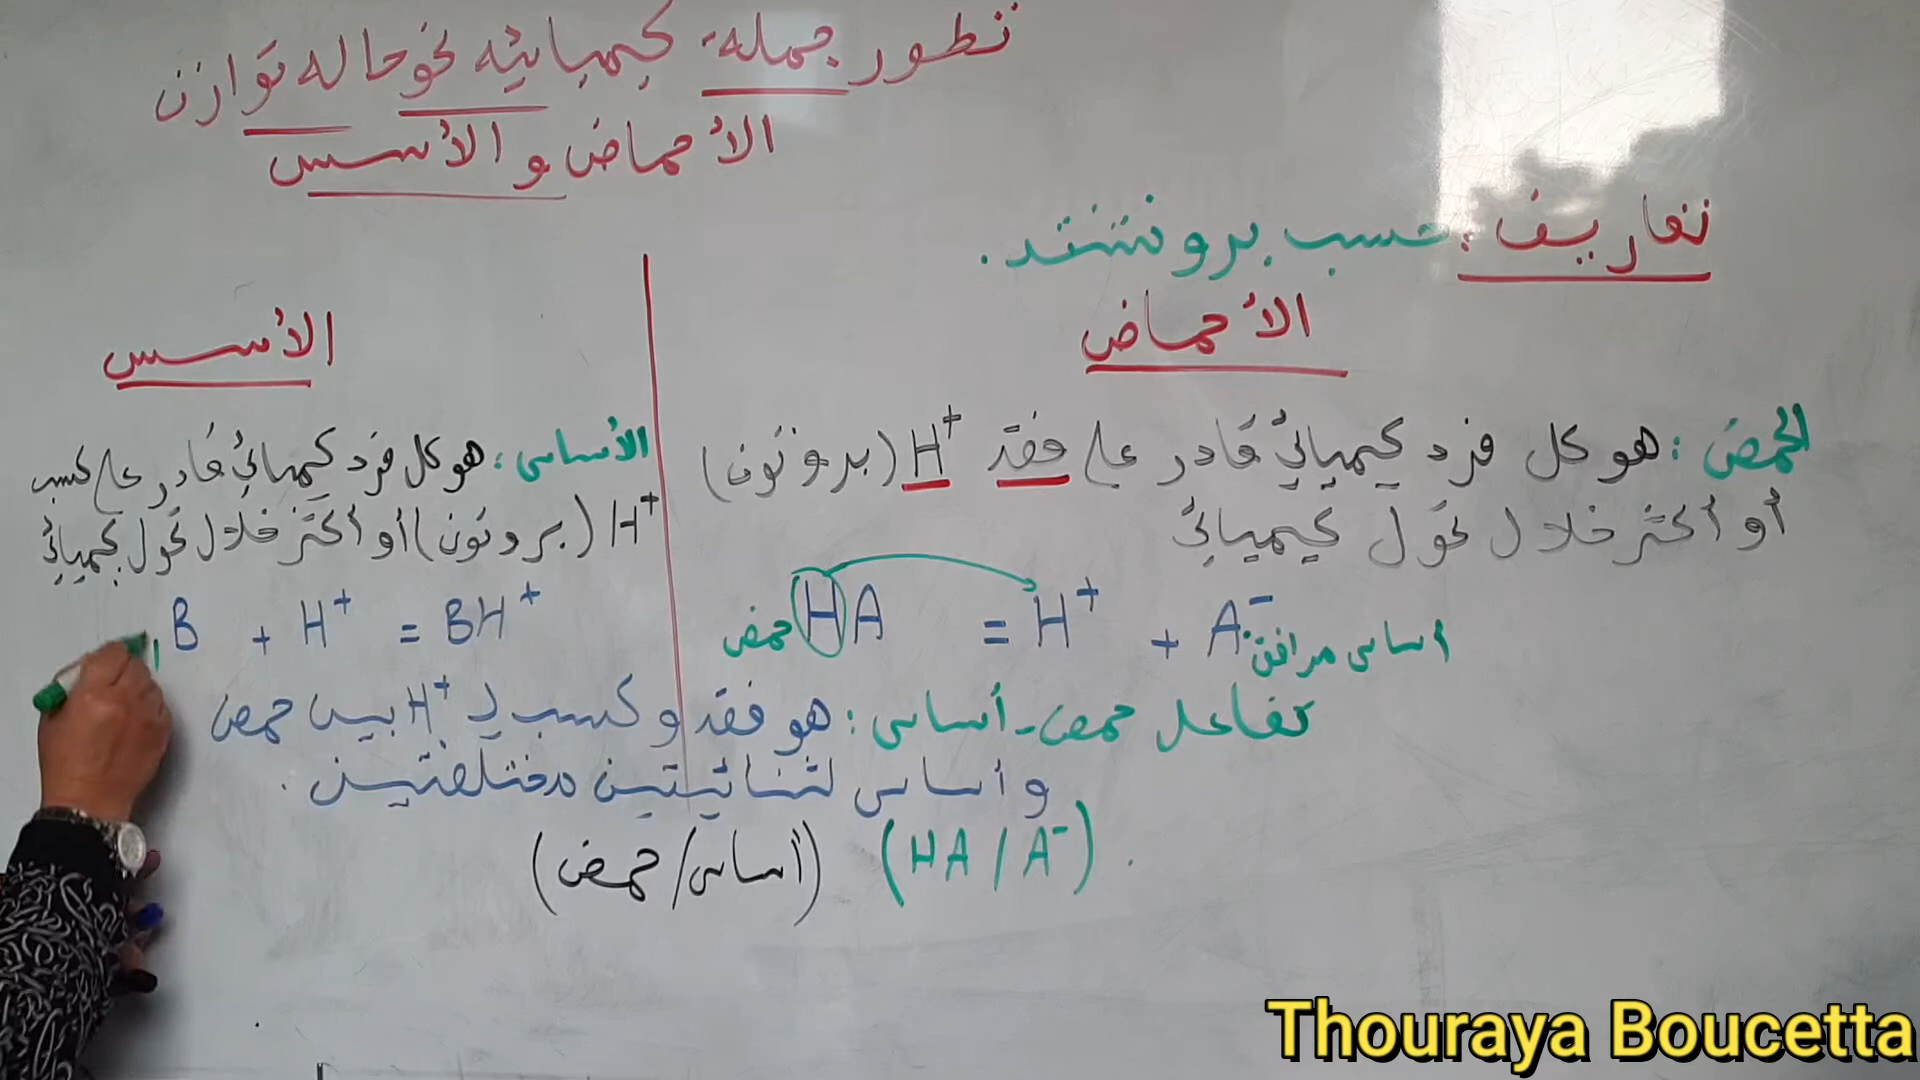 تطور جملة كيميائية نحو حالة توازن
الأحماض و الأسس
تعاريف : حسب برونشتد .
الأحماض
الحمض : هو كل فرد كيميائي قادر على فقد H⁺ (بروتون)
أو أكثر خلال تحول كيميائي
حمض HA = H⁺ + A⁻ أساس مرافق
الأسس
الأساس : هو كل فرد كيميائي قادر على كسب
H⁺ (بروتون) أو أكثر خلال تحول كيميائي
B + H⁺ = BH⁺
تفاعل حمض - أساس : هو فقد و كسب لـ H⁺ بين حمض
و أساس لثنائيتين مختلفتين .
(HA / A⁻) (أساس/حمض)
Thouraya Boucetta